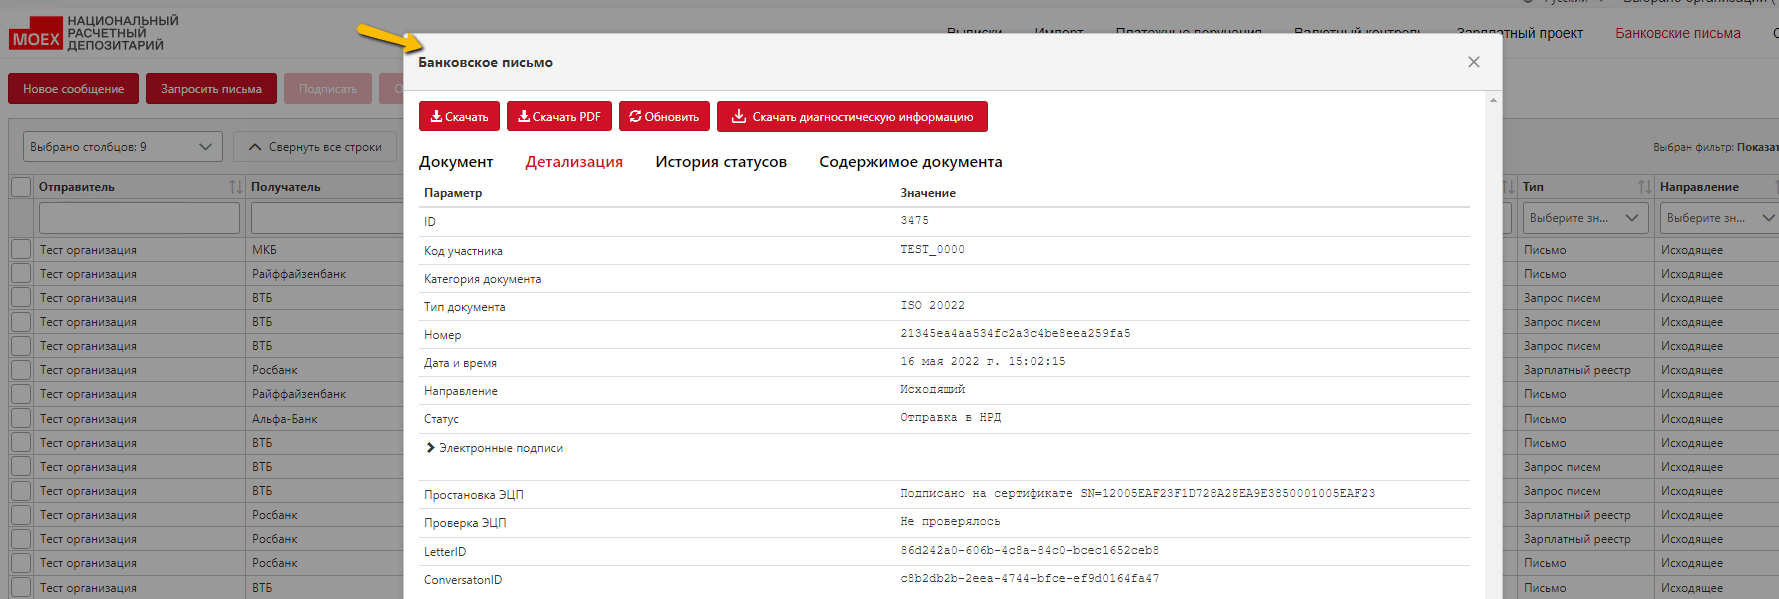 Русский
Выбрано организаций (
MOEX НАЦИОНАЛЬНЫЙ
РАСЧЕТНЫЙ
ДЕПОЗИТАРИЙ
Выписки Импорт Платежные поручения Валютный контроль Зарплатный проект Банковские письма
Новое сообщение Запросить письма Подписать
Выбрано столбцов: 9 Свернуть все строки
Выбран фильтр: Показат
Отправитель Получатель Тип Направление
Выберите зн... Выберите зн...
Тест организация МКБ Письмо Исходящее
Тест организация Райффайзенбанк Письмо Исходящее
Тест организация ВТБ Запрос писем Исходящее
Тест организация ВТБ Запрос писем Исходящее
Тест организация ВТБ Запрос писем Исходящее
Тест организация Росбанк Зарплатный реестр Исходящее
Тест организация Райффайзенбанк Письмо Исходящее
Тест организация Альфа-Банк Письмо Исходящее
Тест организация ВТБ Письмо Исходящее
Тест организация ВТБ Запрос писем Исходящее
Тест организация ВТБ Запрос писем Исходящее
Тест организация Росбанк Зарплатный реестр Исходящее
Тест организация Росбанк Зарплатный реестр Исходящее
Тест организация Росбанк Письмо Исходящее
Тест организация ВТБ Письмо Исходящее
Банковское письмо
Скачать Скачать PDF Обновить Скачать диагностическую информацию
Документ Детализация История статусов Содержимое документа
Параметр Значение
ID 3475
Код участника TEST_0000
Категория документа
Тип документа ISO 20022
Номер 21345ea4aa534fc2a3c4be8eea259fa5
Дата и время 16 мая 2022 г. 15:02:15
Направление Исходящий
Статус Отправка в НРД
Электронные подписи
Простановка ЭЦП Подписано на сертификате SN=12005EAF23F1D728A28EA9E3850001005EAF23
Проверка ЭЦП Не проверялось
LetterID 86d242a0-606b-4c8a-84c0-bcec1652ceb8
ConversatonID c8b2db2b-2eea-4744-bfce-ef9d0164fa47